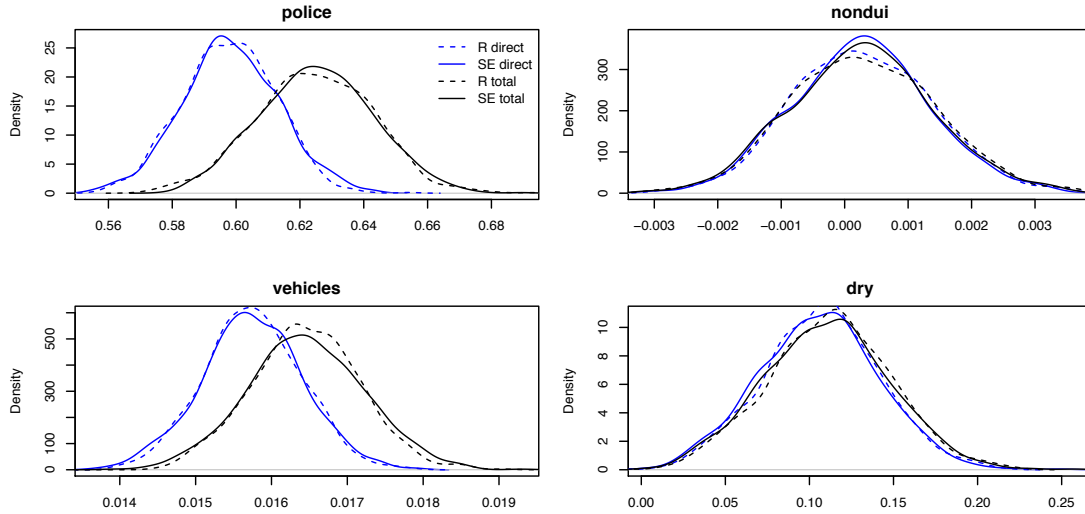 police
Density
25
20
15
10
5
0
0.56 0.58 0.60 0.62 0.64 0.66 0.68
R direct
SE direct
R total
SE total
nondui
Density
300
200
100
0
−0.003 −0.002 −0.001 0.000 0.001 0.002 0.003
vehicles
Density
500
300
100
0
0.014 0.015 0.016 0.017 0.018 0.019
dry
Density
10
8
6
4
2
0
0.00 0.05 0.10 0.15 0.20 0.25